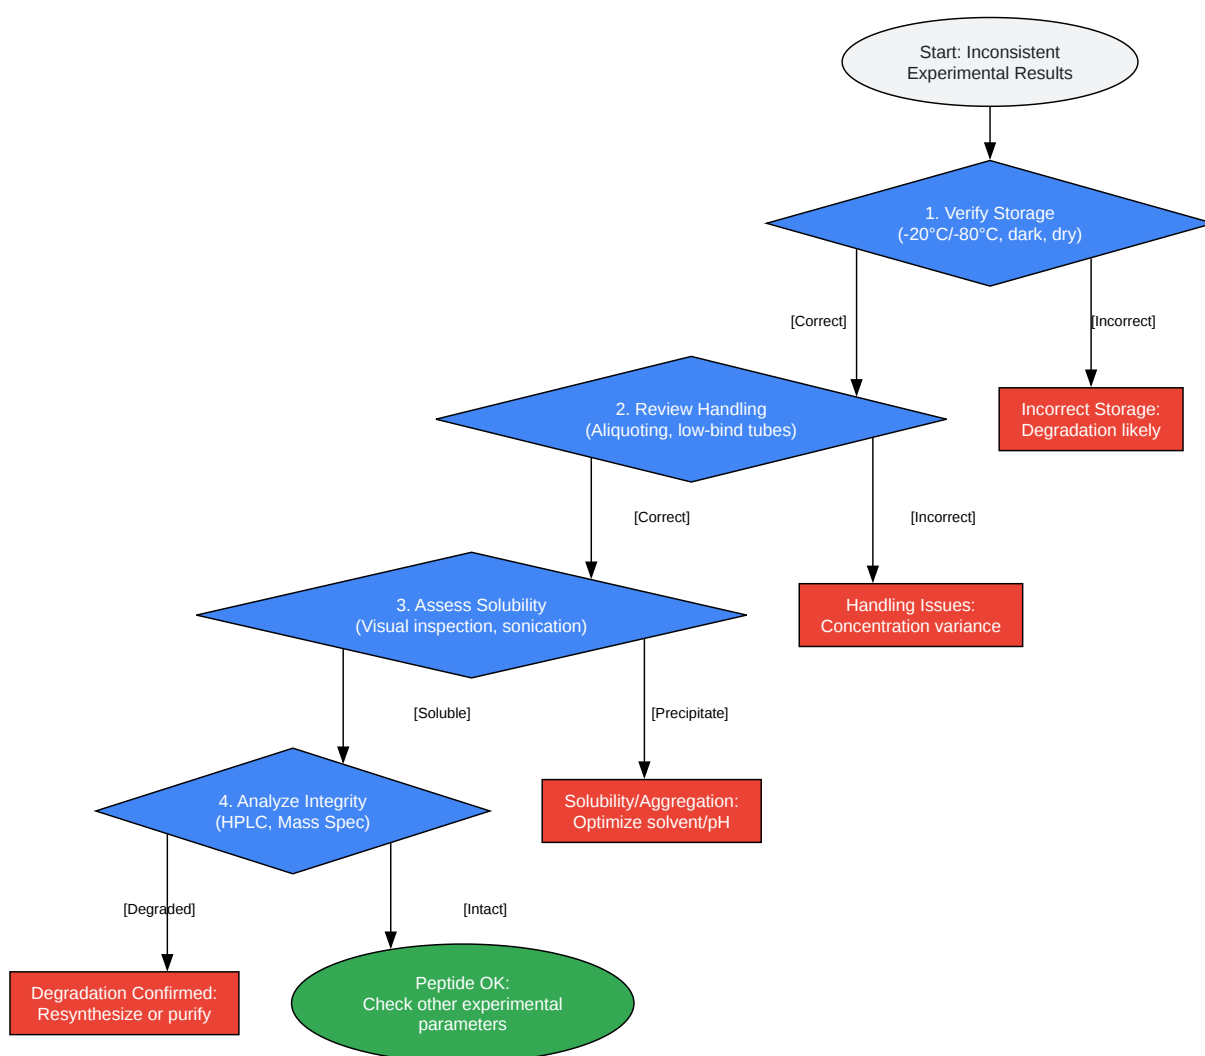 Start: Inconsistent
Experimental Results
1. Verify Storage
(-20°C/-80°C, dark, dry)
[Correct]
[Incorrect]
2. Review Handling
(Aliquoting, low-bind tubes)
Incorrect Storage:
Degradation likely
[Correct]
[Incorrect]
3. Assess Solubility
(Visual inspection, sonication)
Handling Issues:
Concentration variance
[Soluble]
[Precipitate]
4. Analyze Integrity
(HPLC, Mass Spec)
Solubility/Aggregation:
Optimize solvent/pH
[Degraded]
[Intact]
Degradation Confirmed:
Resynthesize or purify
Peptide OK:
Check other experimental
parameters